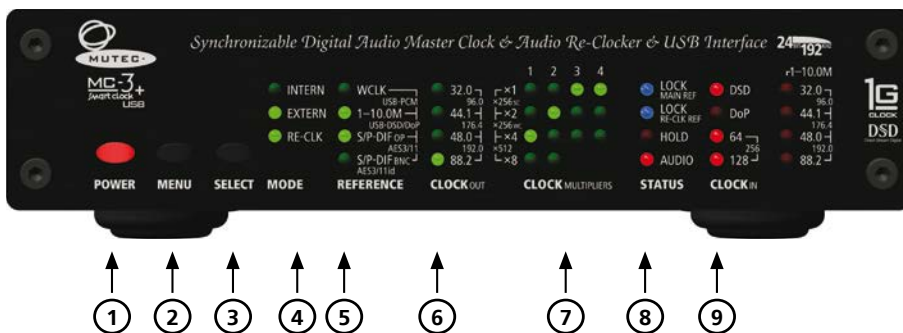 MUTEC
Synchronizable Digital Audio Master Clock & Audio Re-Clocker & USB Interface
24
192
MC-3+
Smart clock
USB
1G
CLOCK
DSD
INTERN
EXTERN
RE-CLK
WCLK
USB-PCM
1–10.0M
USB-DSD/DoP
S/P-DIF OP
AES3/11
S/P-DIF BNC
AES3/11id
32.0
96.0
44.1
176.4
48.0
192.0
88.2
×1
×256
×2
×256
×4
×512
×8
1 2 3 4
LOCK
MAIN REF
LOCK
RE-CLK REF
HOLD
AUDIO
DSD
DoP
64
256
128
r1–10.0M
32.0
96.0
44.1
176.4
48.0
192.0
88.2
POWER MENU SELECT MODE REFERENCE CLOCK OUT CLOCK MULTIPLIERS STATUS CLOCK IN
1 2 3 4 5 6 7 8 9